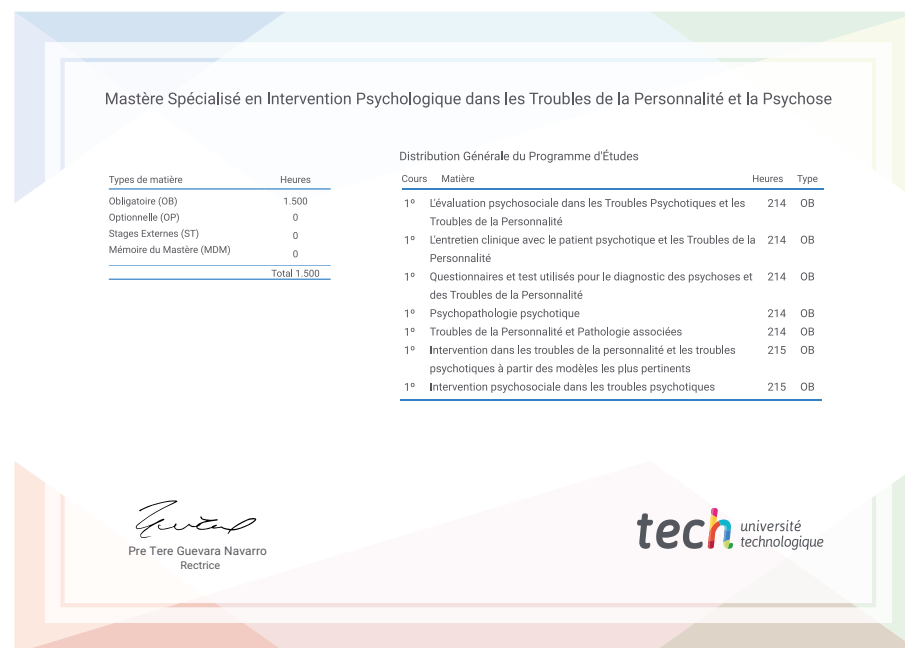 Mastère Spécialisé en Intervention Psychologique dans les Troubles de la Personnalité et la Psychose
Types de matière Heures
Obligatoire (OB) 1.500
Optionnelle (OP) 0
Stages Externes (ST) 0
Mémoire du Mastère (MDM) 0
Total 1.500
Distribution Générale du Programme d'Études
Cours Matière Heures Type
1º L'évaluation psychosociale dans les Troubles Psychotiques et les 214 OB
Troubles de la Personnalité
1º L'entretien clinique avec le patient psychotique et les Troubles de la 214 OB
Personnalité
1º Questionnaires et test utilisés pour le diagnostic des psychoses et 214 OB
des Troubles de la Personnalité
1º Psychopathologie psychotique 214 OB
1º Troubles de la Personnalité et Pathologie associées 214 OB
1º Intervention dans les troubles de la personnalité et les troubles 215 OB
psychotiques à partir des modèles les plus pertinents
1º Intervention psychosociale dans les troubles psychotiques 215 OB
Pre Tere Guevara Navarro
Rectrice
tech université
technologique